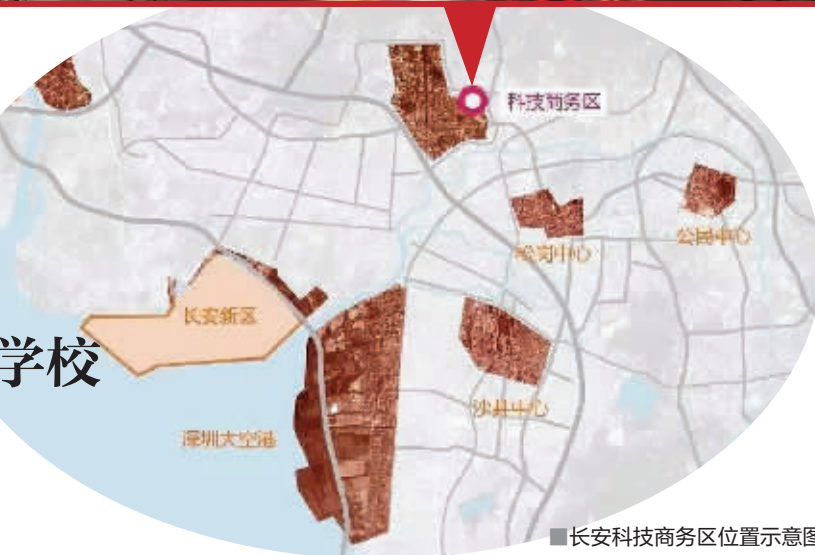 科技商务区
公民中心
松岗中心
长安新区
学校
沙井中心
深圳大空港
■长安科技商务区位置示意图